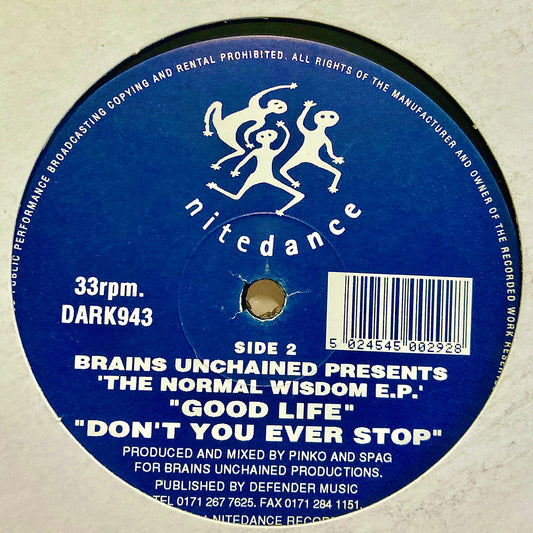 PUBLIC PERFORMANCE BROADCASTING COPYING AND RENTAL PROHIBITED. ALL RIGHTS OF THE MANUFACTURER AND OWNER OF THE RECORDED WORK
nitedance
33rpm.
DARK943
5 024545 002928
SIDE 2
BRAINS UNCHAINED PRESENTS
'THE NORMAL WISDOM E.P.'
"GOOD LIFE"
"DON'T YOU EVER STOP"
PRODUCED AND MIXED BY PINKO AND SPAG
FOR BRAINS UNCHAINED PRODUCTIONS.
PUBLISHED BY DEFENDER MUSIC
TEL 0171 267 7625. FAX 0171 284 1151.
NITEDANCE